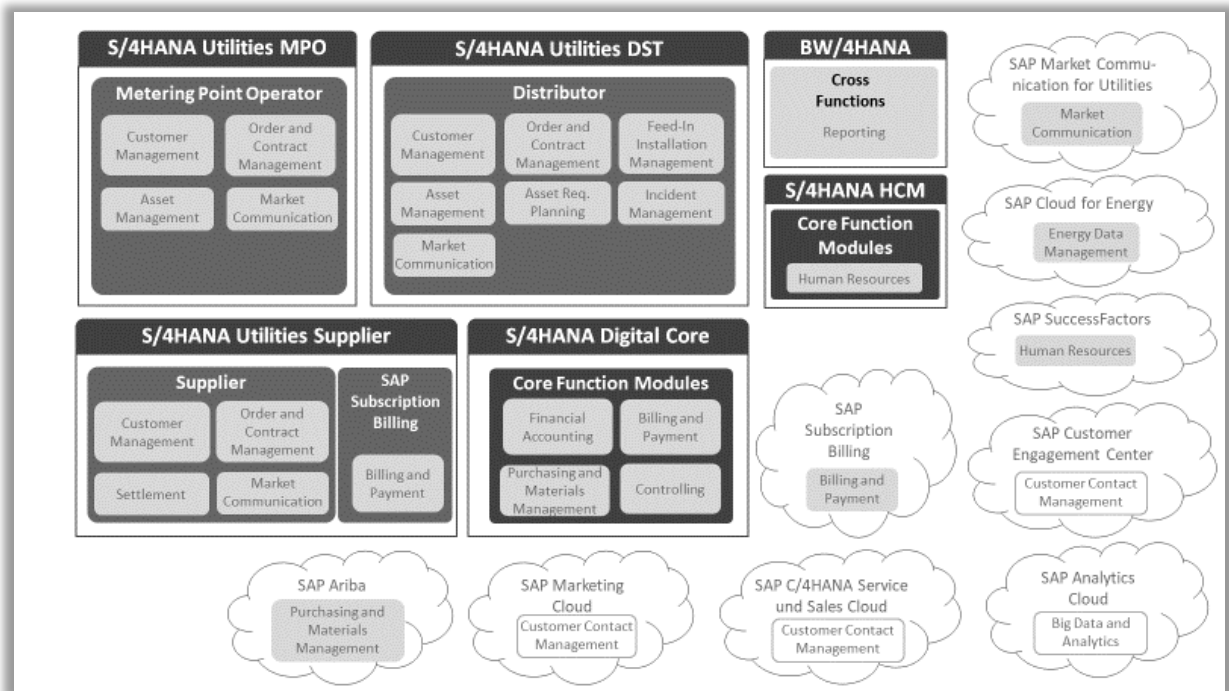 S/4HANA Utilities MPO
Metering Point Operator
Customer
Management
Order and
Contract
Management
Asset
Management
Market
Communication
S/4HANA Utilities DST
Distributor
Customer
Management
Order and
Contract
Management
Feed-In
Installation
Management
Asset
Management
Asset Req.
Planning
Incident
Management
Market
Communication
BW/4HANA
Cross
Functions
Reporting
S/4HANA HCM
Core Function
Modules
Human Resources
SAP Market Commu-
nication for Utilities
Market
Communication
SAP Cloud for Energy
Energy Data
Management
SAP SuccessFactors
Human Resources
S/4HANA Utilities Supplier
Supplier
Customer
Management
Order and
Contract
Management
Settlement
Market
Communication
SAP
Subscription
Billing
Billing and
Payment
S/4HANA Digital Core
Core Function Modules
Financial
Accounting
Billing and
Payment
Purchasing and
Materials
Management
Controlling
SAP
Subscription
Billing
Billing and
Payment
SAP Customer
Engagement Center
Customer Contact
Management
SAP Ariba
Purchasing and
Materials
Management
SAP Marketing
Cloud
Customer Contact
Management
SAP C/4HANA Service
und Sales Cloud
Customer Contact
Management
SAP Analytics
Cloud
Big Data and
Analytics